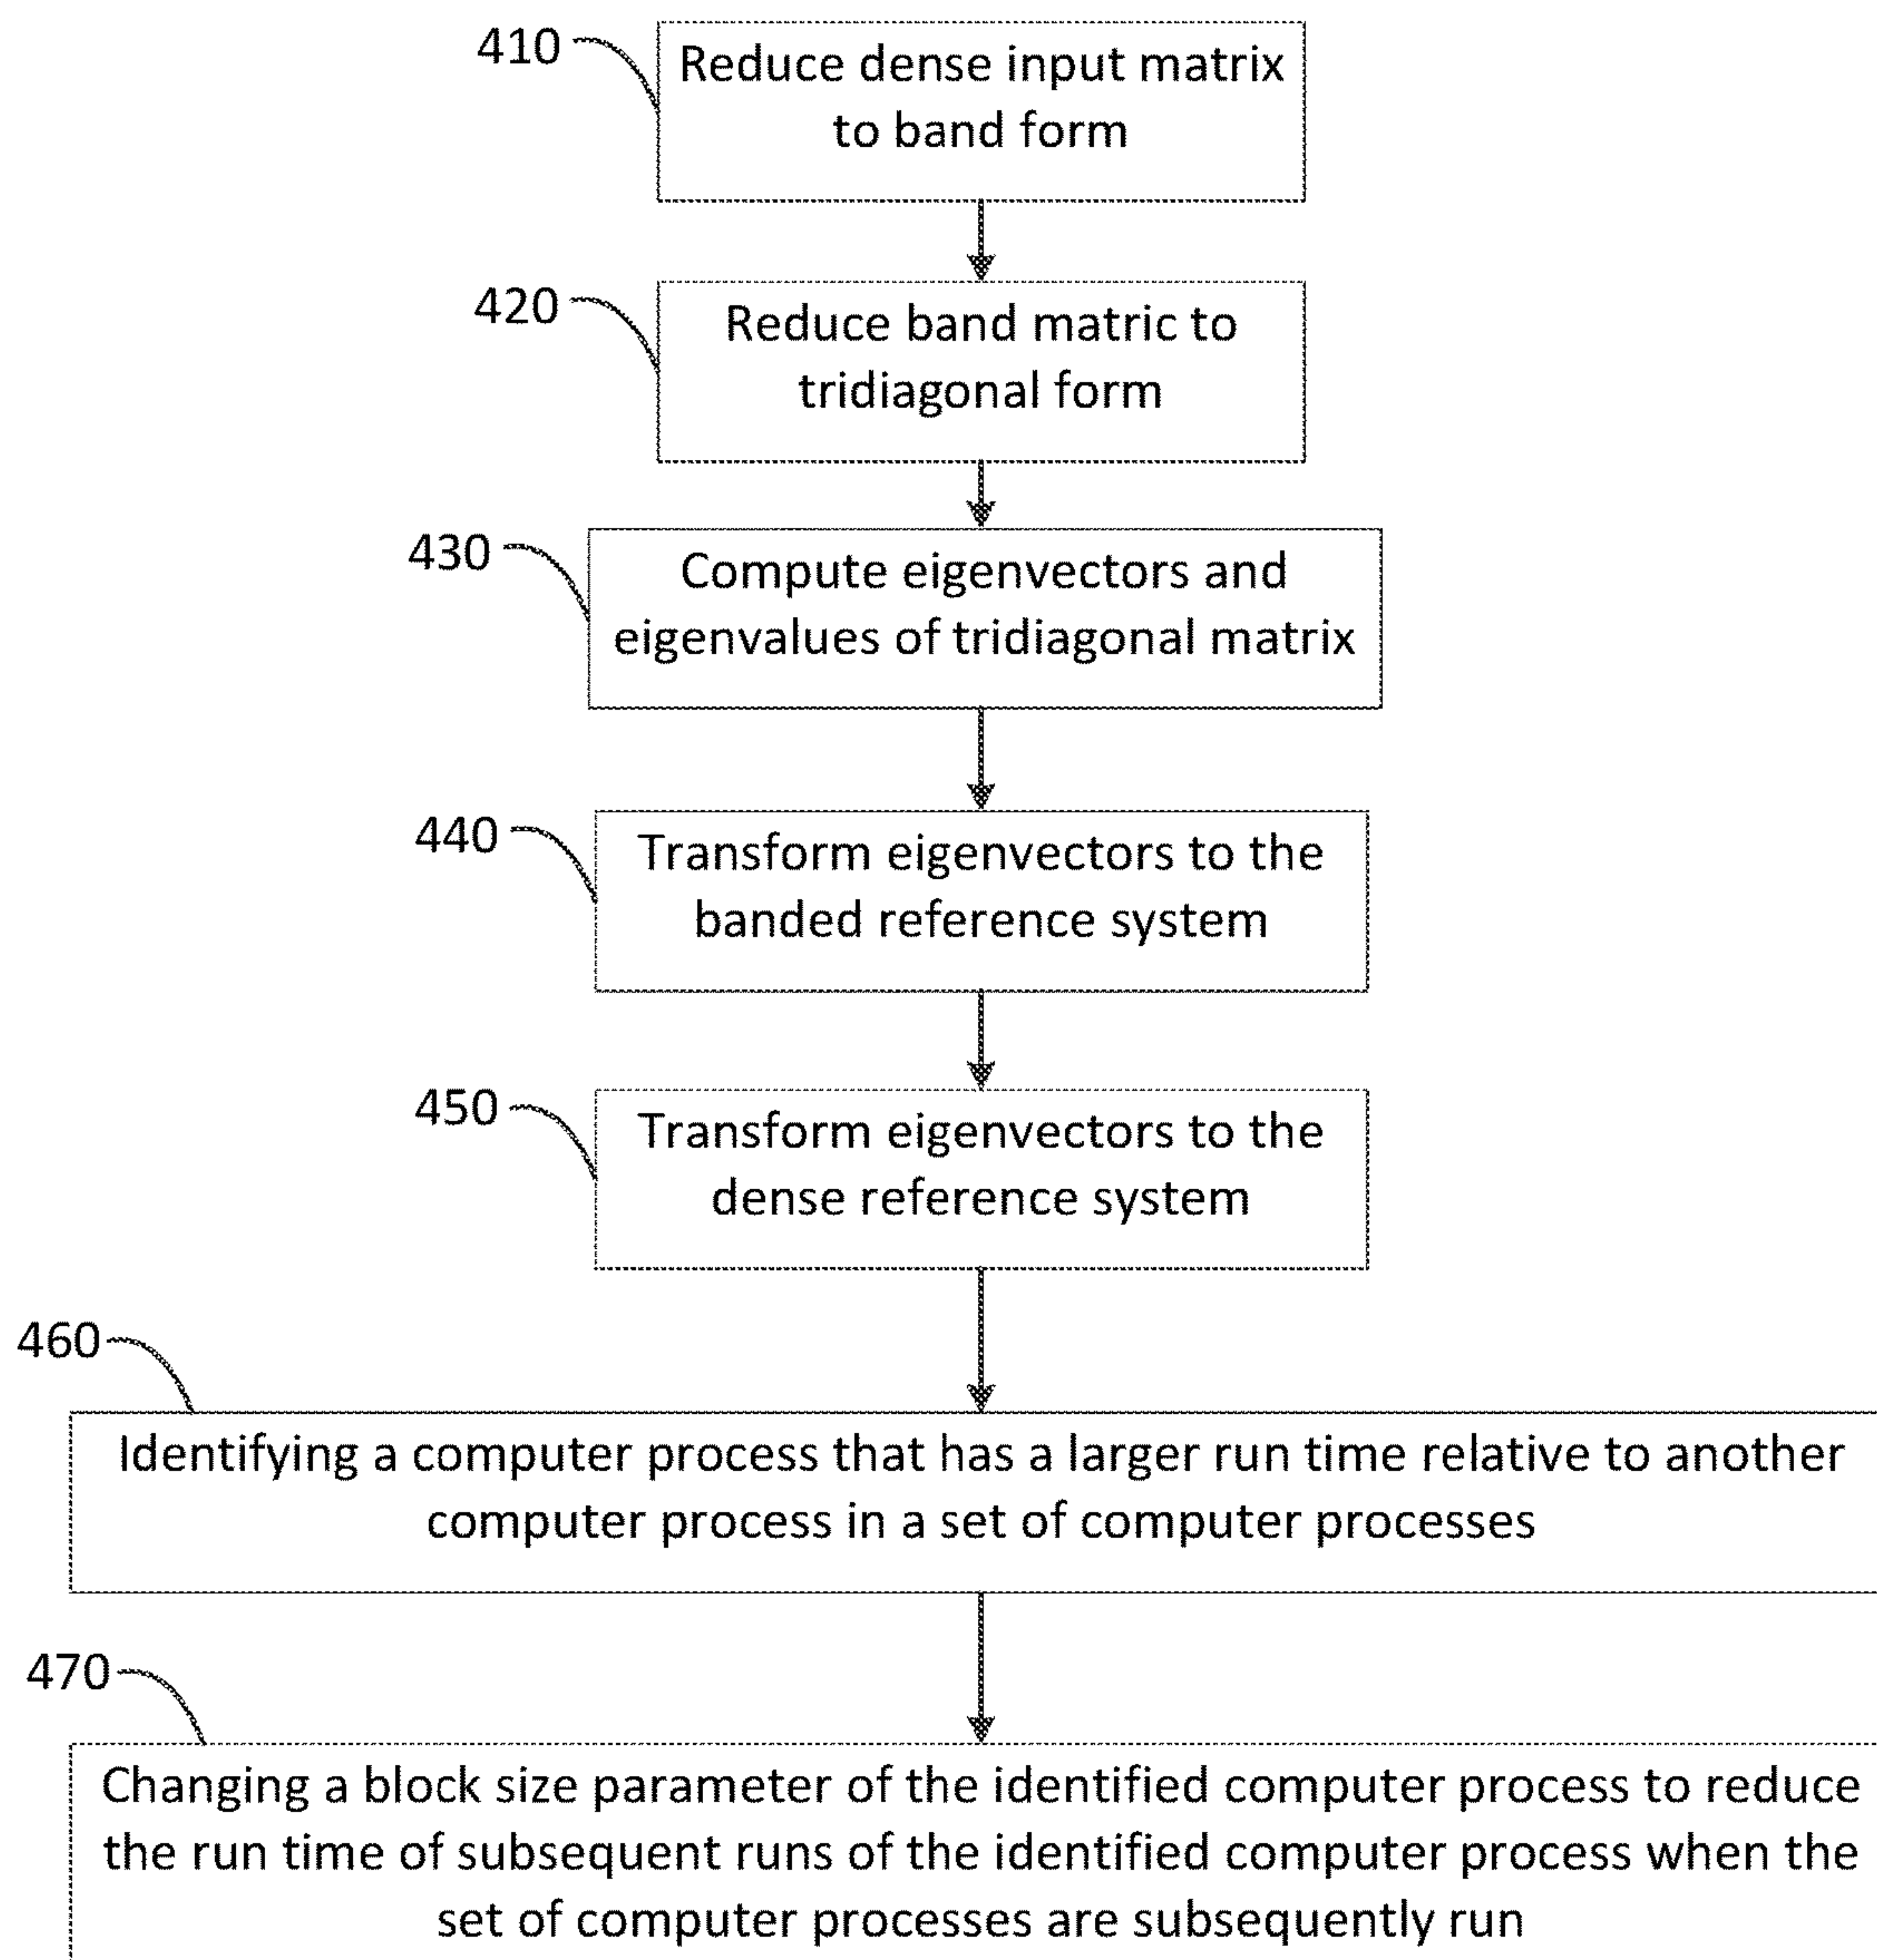 410
Reduce dense input matrix
to band form
420
Reduce band matric to
tridiagonal form
430
Compute eigenvectors and
eigenvalues of tridiagonal matrix
440
Transform eigenvectors to the
banded reference system
450
Transform eigenvectors to the
dense reference system
460
Identifying a computer process that has a larger run time relative to another
computer process in a set of computer processes
470
Changing a block size parameter of the identified computer process to reduce
the run time of subsequent runs of the identified computer process when the
set of computer processes are subsequently run